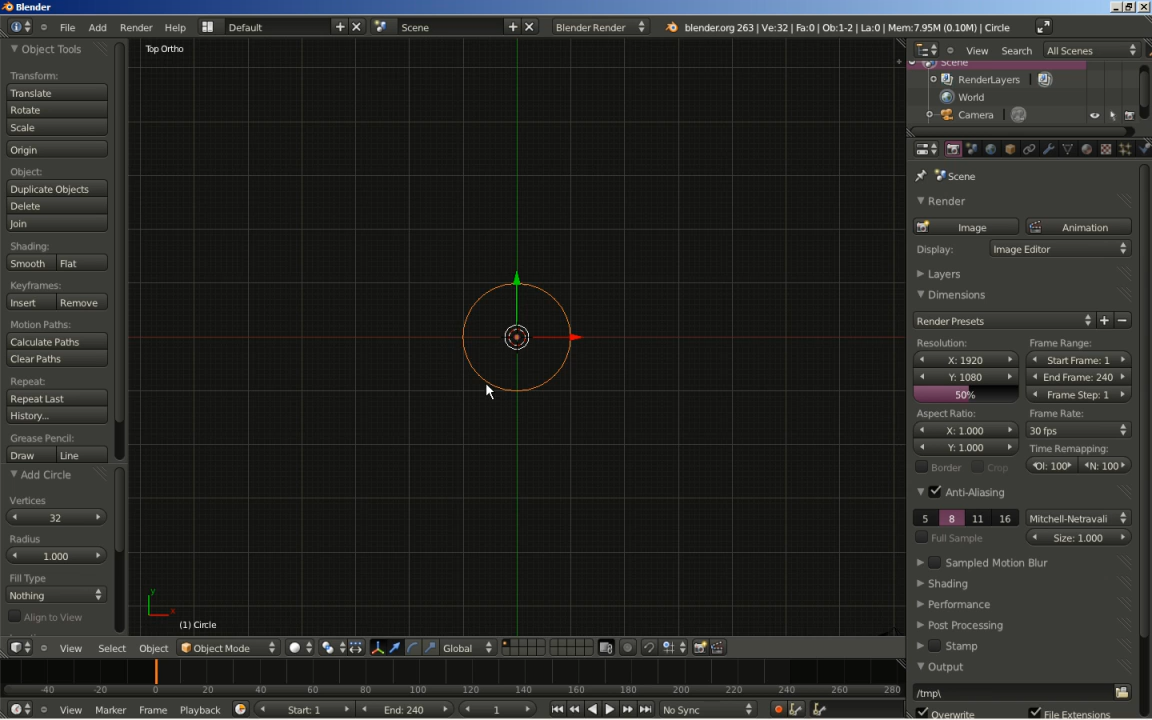 Blender
File Add Render Help
Default
Scene
Blender Render
blender.org 263 | Ve:32 | Fa:0 | Ob:1-2 | La:0 | Mem:7.95M (0.10M) | Circle
Object Tools
Transform:
Translate
Rotate
Scale
Origin
Object:
Duplicate Objects
Delete
Join
Shading:
Smooth Flat
Keyframes:
Insert Remove
Motion Paths:
Calculate Paths
Clear Paths
Repeat:
Repeat Last
History...
Grease Pencil:
Draw Line
Add Circle
Vertices
32
Radius
1.000
Fill Type
Nothing
Align to View
Top Ortho
y
x
(1) Circle
View Select Object Object Mode Global
-40 -20 0 20 40 60 80 100 120 140 160 180 200 220 240 260 280
View Marker Frame Playback Start: 1 End: 240 1 No Sync
View Search All Scenes
Scene
RenderLayers
World
Camera
Scene
Render
Image Animation
Display: Image Editor
Layers
Dimensions
Render Presets
Resolution: Frame Range:
X: 1920 Start Frame: 1
Y: 1080 End Frame: 240
50% Frame Step: 1
Aspect Ratio: Frame Rate:
X: 1.000 30 fps
Y: 1.000 Time Remapping:
Border Crop OI: 100 N: 100
Anti-Aliasing
5 8 11 16 Mitchell-Netravali
Full Sample Size: 1.000
Sampled Motion Blur
Shading
Performance
Post Processing
Stamp
Output
/tmp\
Overwrite File Extensions